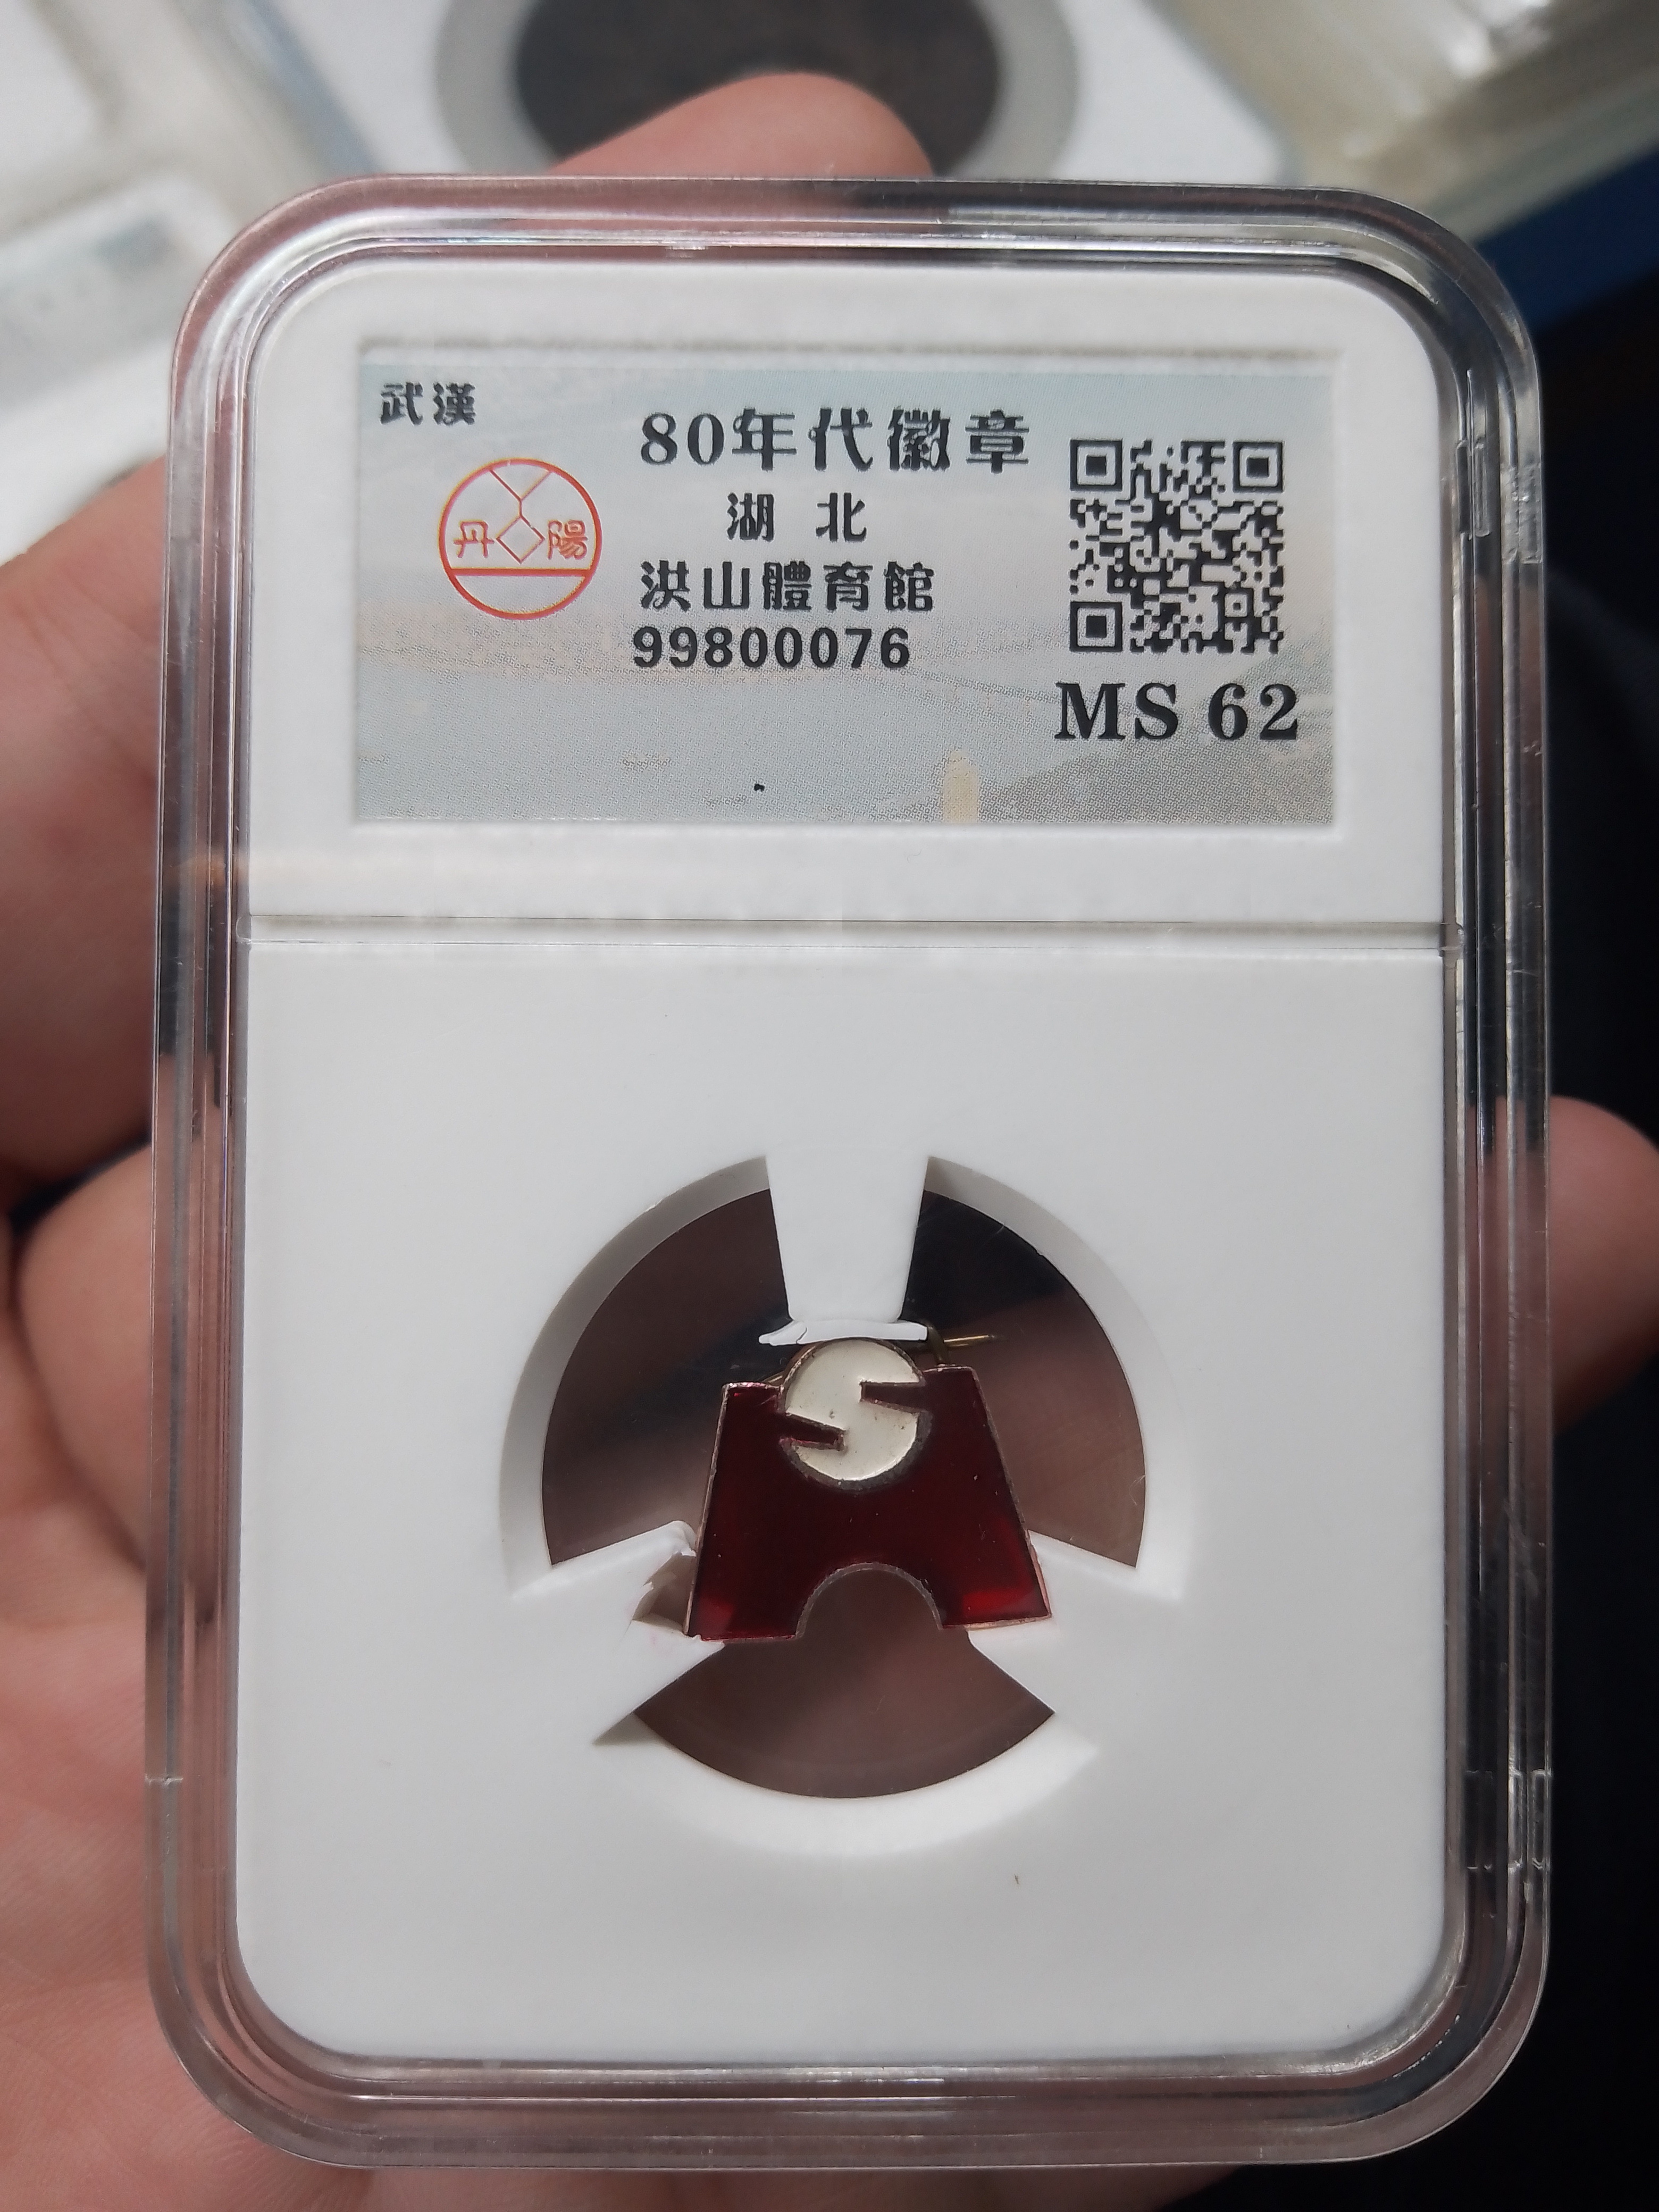 武漢
80年代徽章
湖北
丹陽
洪山體育館
99800076
MS 62
S